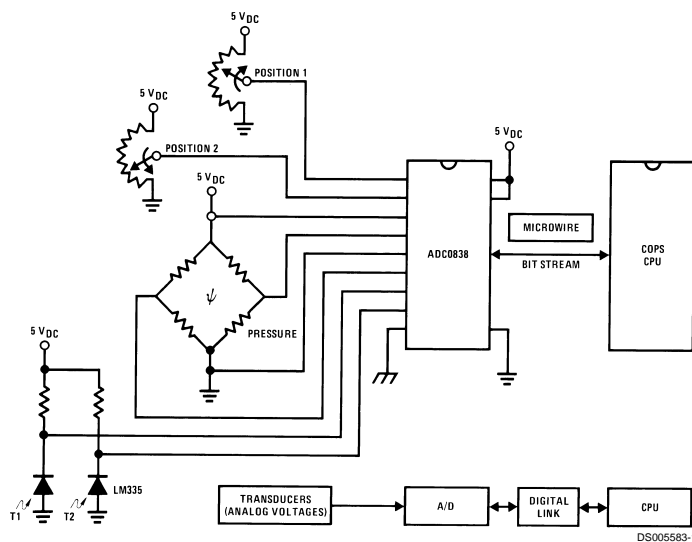 5 VDC
POSITION 1
5 VDC
POSITION 2
5 VDC
5 VDC
ADC0838
MICROWIRE
BIT STREAM
COPS
CPU
ψ
PRESSURE
5 VDC
T1
T2
LM335
TRANSDUCERS
(ANALOG VOLTAGES)
A/D
DIGITAL
LINK
CPU
DS005583-